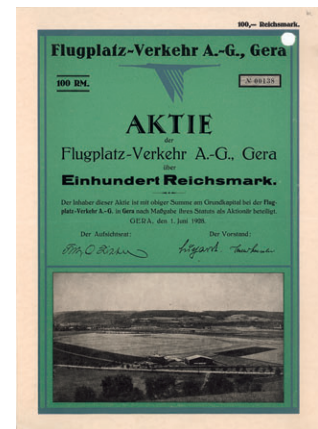 100,— Reichsmark.
Flugplatz-Verkehr A.-G., Gera
100 RM.
№ 00128
AKTIE
der
Flugplatz-Verkehr A.-G., Gera
über
Einhundert Reichsmark.
Der Inhaber dieser Aktie ist mit obiger Summe am Grundkapital bei der Flug-
platz-Verkehr A.-G. in Gera nach Maßgabe ihres Statuts als Aktionär beteiligt.
GERA, den 1. Juni 1928.
Der Aufsichtsrat:
Der Vorstand: